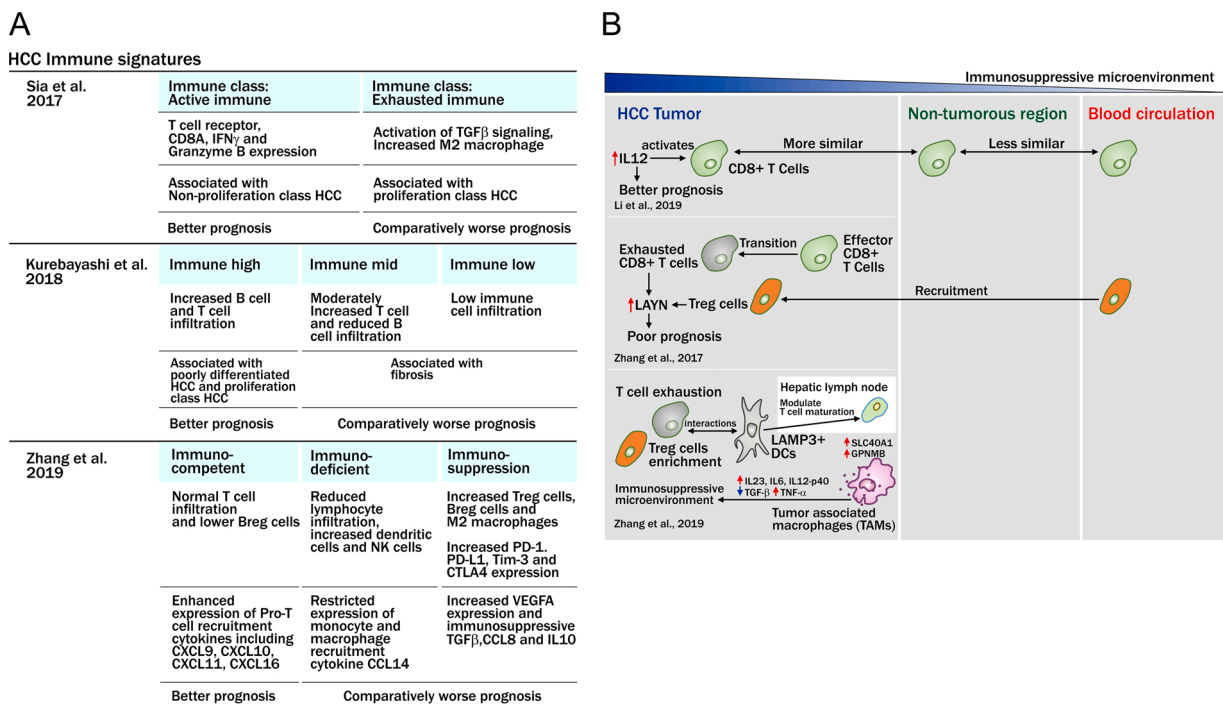 A
HCC Immune signatures
Sia et al.
2017
Immune class:
Active immune
Immune class:
Exhausted immune
T cell receptor,
CD8A, IFNγ and
Granzyme B expression
Activation of TGFβ signaling,
Increased M2 macrophage
Associated with
Non-proliferation class HCC
Associated with
proliferation class HCC
Better prognosis
Comparatively worse prognosis
Kurebayashi et al.
2018
Immune high
Immune mid
Immune low
Increased B cell
and T cell
infiltration
Moderately
Increased T cell
and reduced B
cell infiltration
Low immune
cell infiltration
Associated with
poorly differentiated
HCC and proliferation
class HCC
Associated with
fibrosis
Better prognosis
Comparatively worse prognosis
Zhang et al.
2019
Immuno-
competent
Immuno-
deficient
Immuno-
suppression
Normal T cell
infiltration
and lower Breg cells
Reduced
lymphocyte
infiltration,
increased dendritic
cells and NK cells
Increased Treg cells,
Breg cells and
M2 macrophages
Increased PD-1.
PD-L1, Tim-3 and
CTLA4 expression
Enhanced
expression of Pro-T
cell recruitment
cytokines including
CXCL9, CXCL10,
CXCL11, CXCL16
Restricted
expression of
monocyte and
macrophage
recruitment
cytokine CCL14
Increased VEGFA
expression and
immunosuppressive
TGFβ,CCL8 and IL10
Better prognosis
Comparatively worse prognosis
B
Immunosuppressive microenvironment
HCC Tumor
Non-tumorous region
Blood circulation
↑IL12
activates
CD8+ T Cells
More similar
Less similar
Better prognosis
Li et al., 2019
Exhausted
CD8+ T cells
Transition
Effector
CD8+
T Cells
↑LAYN
Treg cells
Recruitment
Poor prognosis
Zhang et al., 2017
T cell exhaustion
Hepatic lymph node
Modulate
T cell maturation
interactions
Treg cells
enrichment
LAMP3+
DCs
↑SLC40A1
↑GPNMB
↑ IL23, IL6, IL12-p40
↓ TGF-β ↑ TNF-α
Immunosuppressive
microenvironment
Tumor associated
macrophages (TAMs)
Zhang et al., 2019